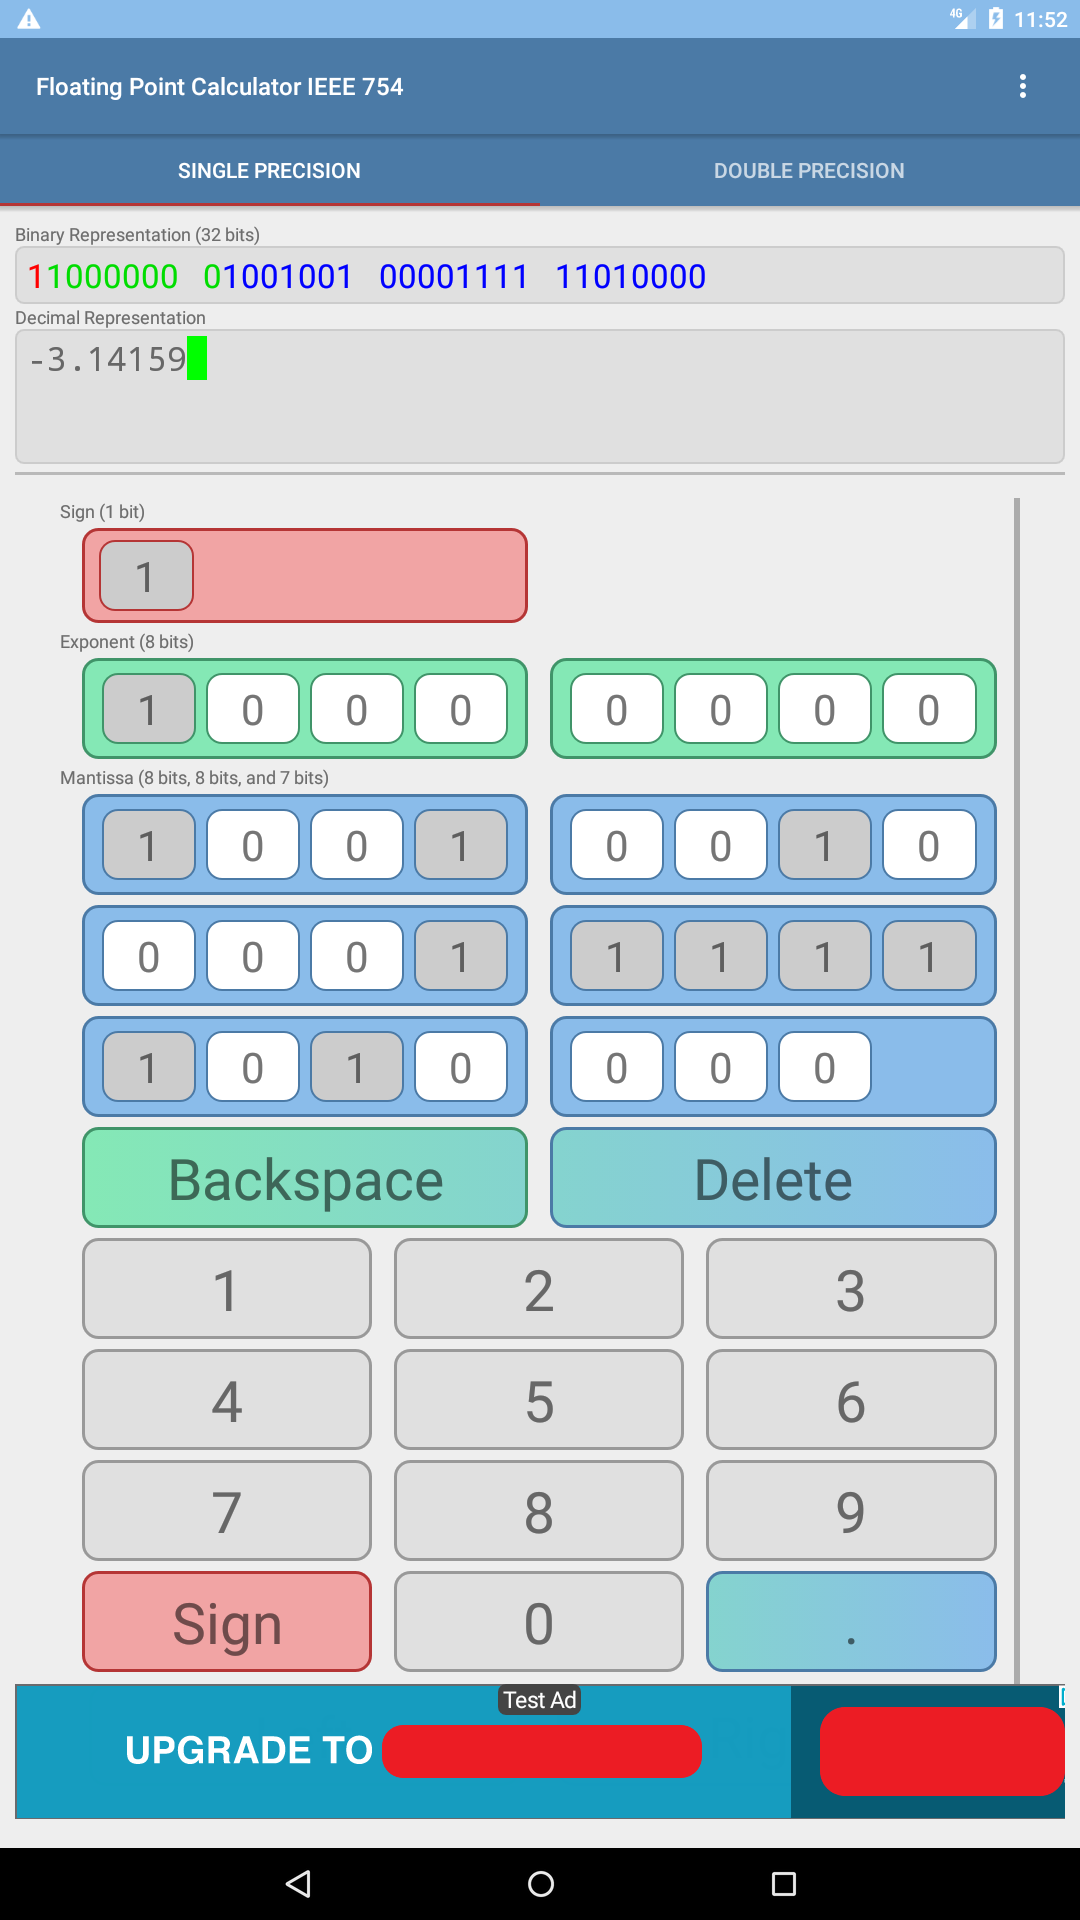 4G 11:52
Floating Point Calculator IEEE 754
SINGLE PRECISION DOUBLE PRECISION
Binary Representation (32 bits)
11000000 01001001 00001111 11010000
Decimal Representation
-3.14159
Sign (1 bit)
1
Exponent (8 bits)
1 0 0 0 0 0 0 0
Mantissa (8 bits, 8 bits, and 7 bits)
1 0 0 1 0 0 1 0
0 0 0 1 1 1 1 1
1 0 1 0 0 0 0
Backspace Delete
1 2 3
4 5 6
7 8 9
Sign 0 .
Test Ad
UPGRADE TO